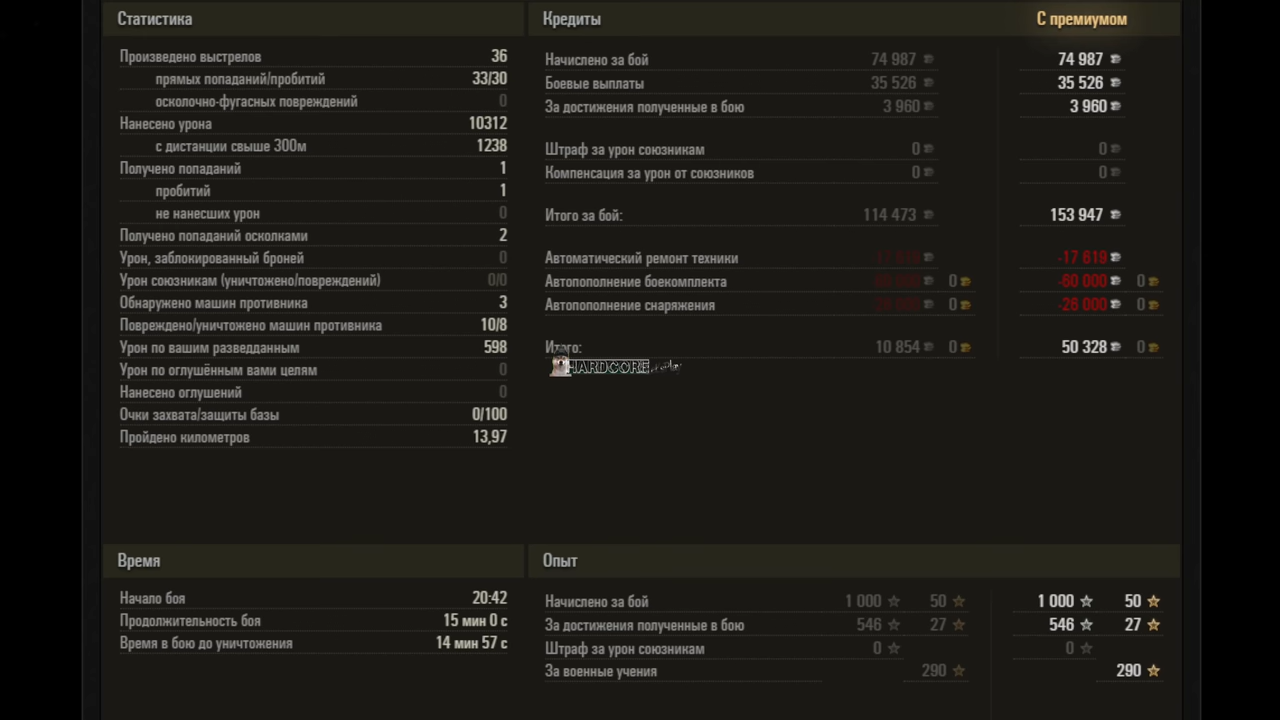 Статистика
Произведено выстрелов 36
прямых попаданий/пробитий 33/30
осколочно-фугасных повреждений 0
Нанесено урона 10312
с дистанции свыше 300м 1238
Получено попаданий 1
пробитий 1
не нанесших урон 0
Получено попаданий осколками 2
Урон, заблокированный броней 0
Урон союзникам (уничтожено/повреждений) 0/0
Обнаружено машин противника 3
Повреждено/уничтожено машин противника 10/8
Урон по вашим разведданным 598
Урон по оглушённым вами целям 0
Нанесено оглушений 0
Очки захвата/защиты базы 0/100
Пройдено километров 13,97
Кредиты С премиумом
Начислено за бой 74 987 74 987
Боевые выплаты 35 526 35 526
За достижения полученные в бою 3 960 3 960
Штраф за урон союзникам 0 0
Компенсация за урон от союзников 0 0
Итого за бой: 114 473 153 947
Автоматический ремонт техники -17 619
Автопополнение боекомплекта 0 -60 000 0
Автопополнение снаряжения 0 -26 000 0
Итого: 10 854 0 50 328 0
HARDCORE
Время
Начало боя 20:42
Продолжительность боя 15 мин 0 с
Время в бою до уничтожения 14 мин 57 с
Опыт
Начислено за бой 1 000 50 1 000 50
За достижения полученные в бою 546 27 546 27
Штраф за урон союзникам 0 0
За военные учения 290 290